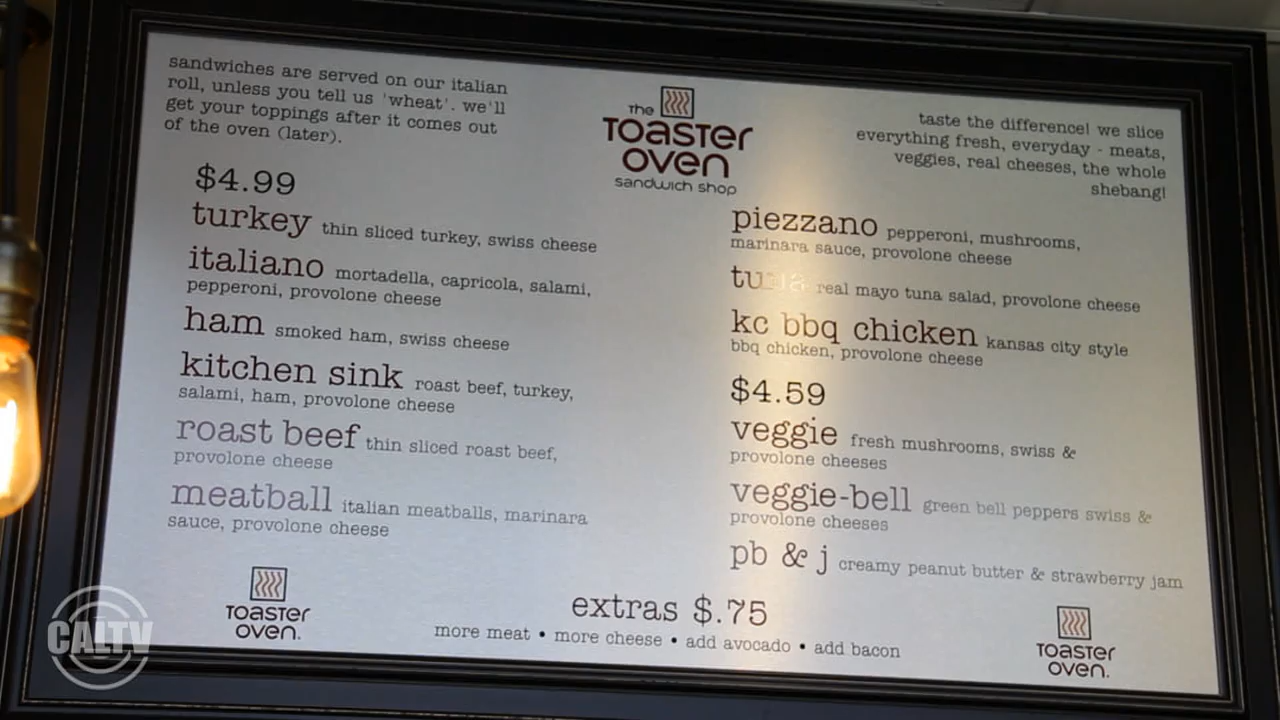 sandwiches are served on our italian
roll, unless you tell us 'wheat'. we'll
get your toppings after it comes out
of the oven (later).
The
Toaster
oven
sandwich shop
taste the difference! we slice
everything fresh, everyday - meats,
veggies, real cheeses, the whole
shebang!
$4.99
turkey thin sliced turkey, swiss cheese
italiano mortadella, capricola, salami,
pepperoni, provolone cheese
ham smoked ham, swiss cheese
kitchen sink roast beef, turkey,
salami, ham, provolone cheese
roast beef thin sliced roast beef,
provolone cheese
meatball italian meatballs, marinara
sauce, provolone cheese
piezzano pepperoni, mushrooms,
marinara sauce, provolone cheese
tuna real mayo tuna salad, provolone cheese
kc bbq chicken kansas city style
bbq chicken, provolone cheese
$4.59
veggie fresh mushrooms, swiss &
provolone cheeses
veggie-bell green bell peppers swiss &
provolone cheeses
pb & j creamy peanut butter & strawberry jam
extras $.75
more meat • more cheese • add avocado • add bacon
Toaster
oven.
Toaster
oven.
CALTV